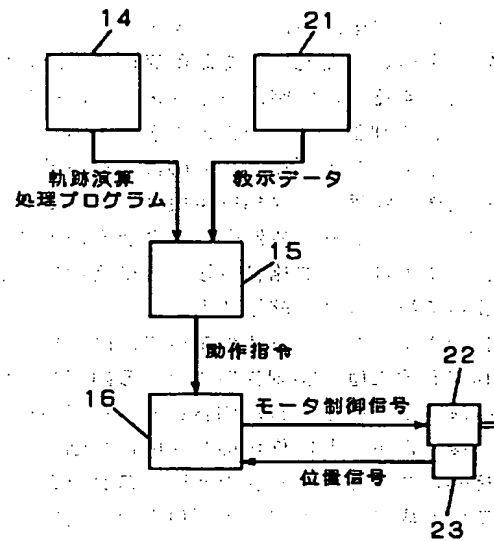 14
21
軌跡演算
処理プログラム
教示データ
15
動作指令
16
モータ制御信号
22
位置信号
23